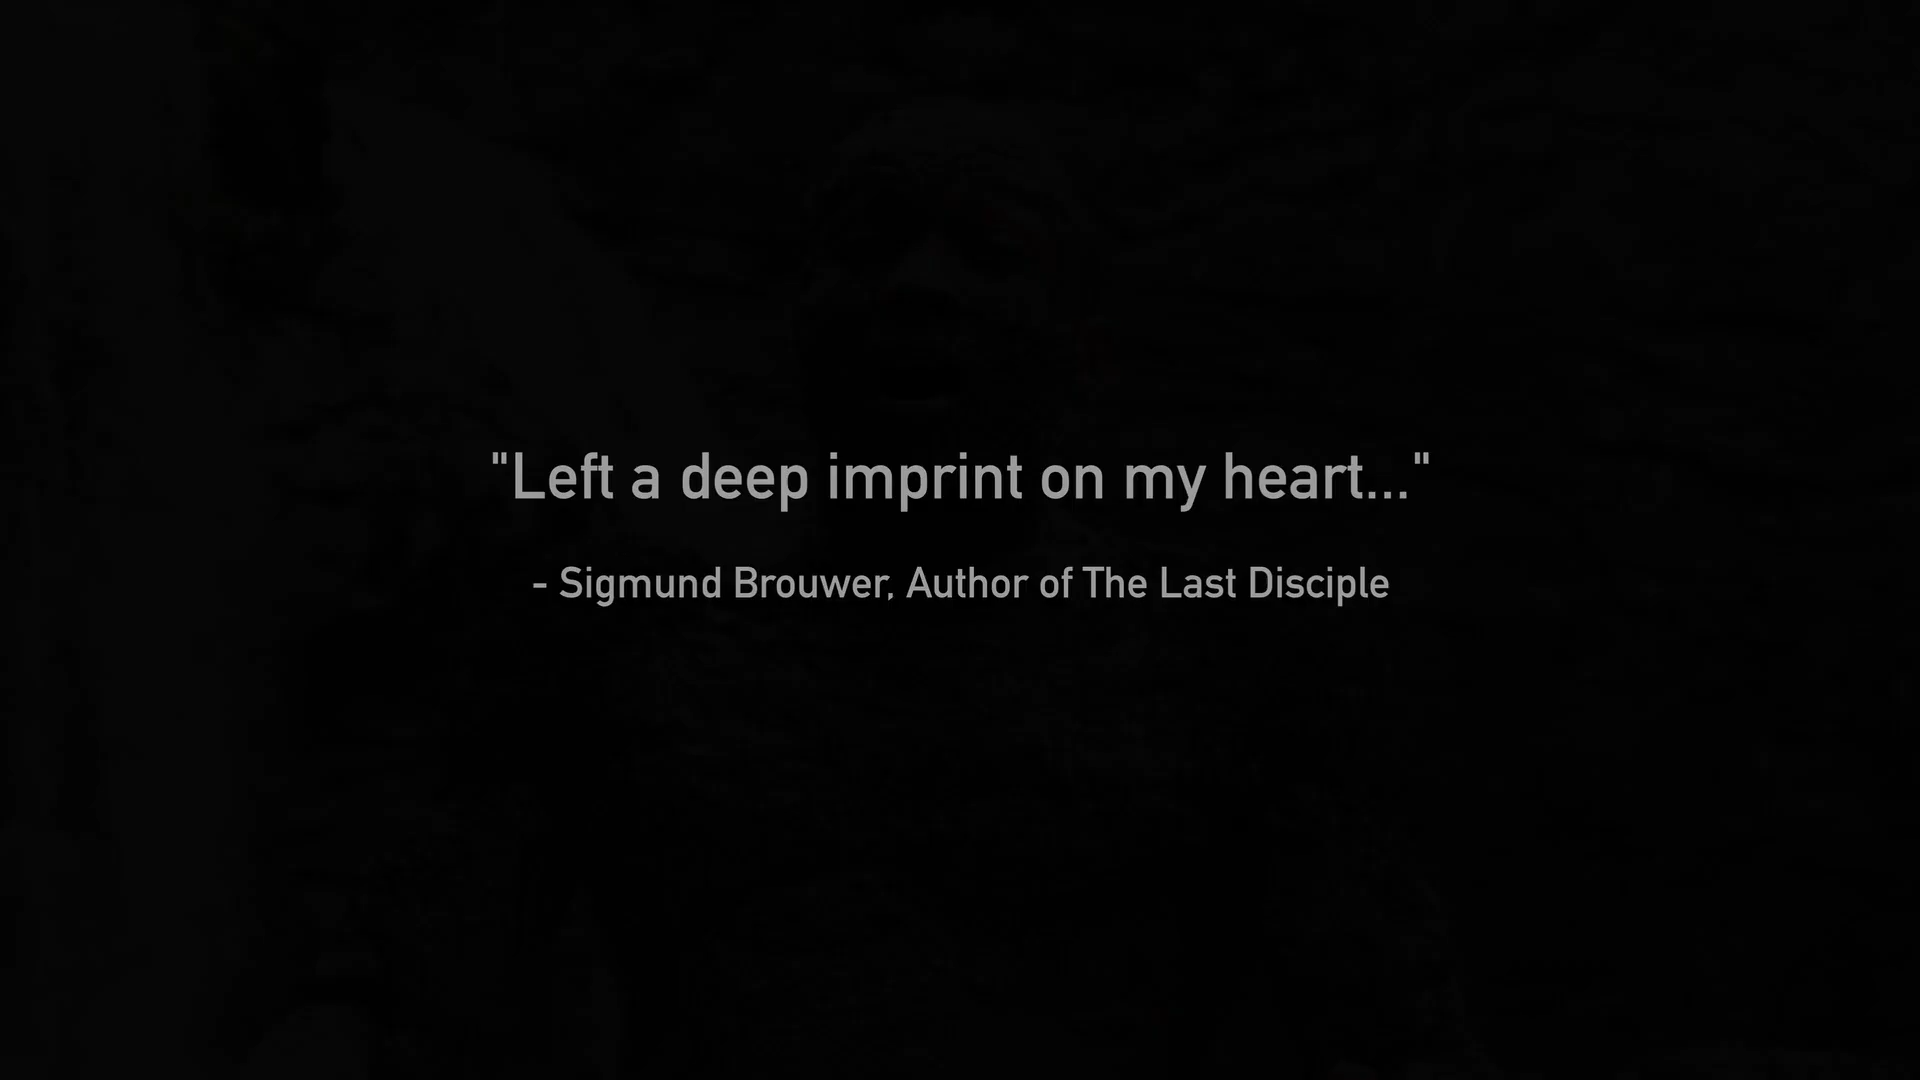 "Left a deep imprint on my heart..."
- Sigmund Brouwer, Author of The Last Disciple